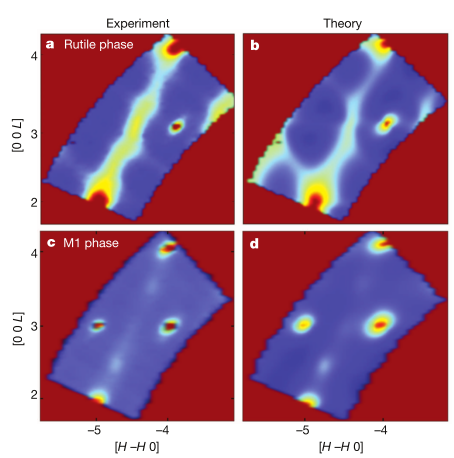 Experiment Theory
a Rutile phase b
4
3
2
[0 0 L]
c M1 phase d
4
3
2
[0 0 L]
–5 –4 –5 –4
[H –H 0] [H –H 0]